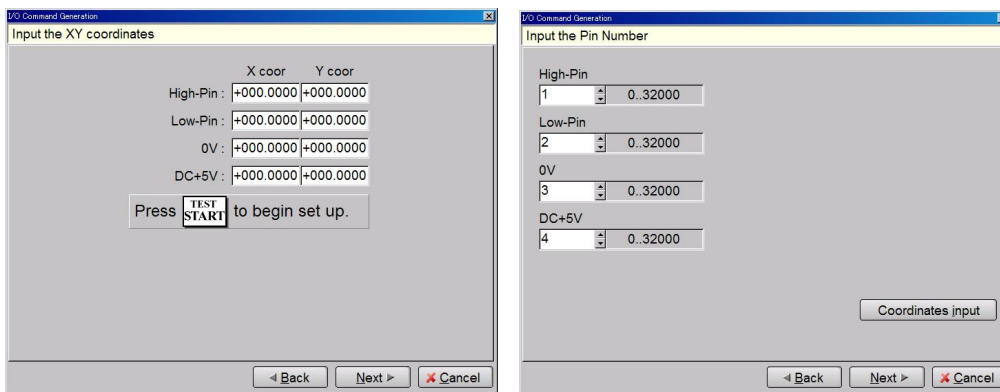 I/O Command Generation
Input the XY coordinates
X coor Y coor
High-Pin : +000.0000 +000.0000
Low-Pin : +000.0000 +000.0000
0V : +000.0000 +000.0000
DC+5V : +000.0000 +000.0000
Press TEST START to begin set up.
Back Next Cancel
I/O Command Generation
Input the Pin Number
High-Pin
1 0..32000
Low-Pin
2 0..32000
0V
3 0..32000
DC+5V
4 0..32000
Coordinates input
Back Next Cancel